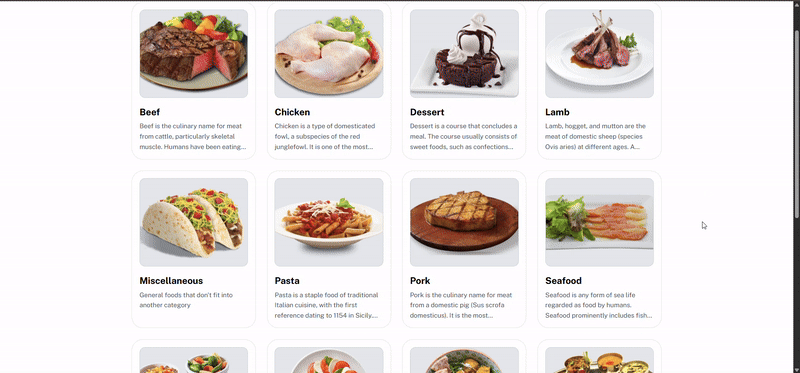 Beef
Beef is the culinary name for meat
from cattle, particularly skeletal
muscle. Humans have been eating...
Chicken
Chicken is a type of domesticated
fowl, a subspecies of the red
junglefowl. It is one of the most...
Dessert
Dessert is a course that concludes a
meal. The course usually consists of
sweet foods, such as confections...
Lamb
Lamb, hogget, and mutton are the
meat of domestic sheep (species
Ovis aries) at different ages. A...
Miscellaneous
General foods that don't fit into
another category
Pasta
Pasta is a staple food of traditional
Italian cuisine, with the first
reference dating to 1154 in Sicily....
Pork
Pork is the culinary name for meat
from a domestic pig (Sus scrofa
domesticus). It is the most...
Seafood
Seafood is any form of sea life
regarded as food by humans.
Seafood prominently includes fish...